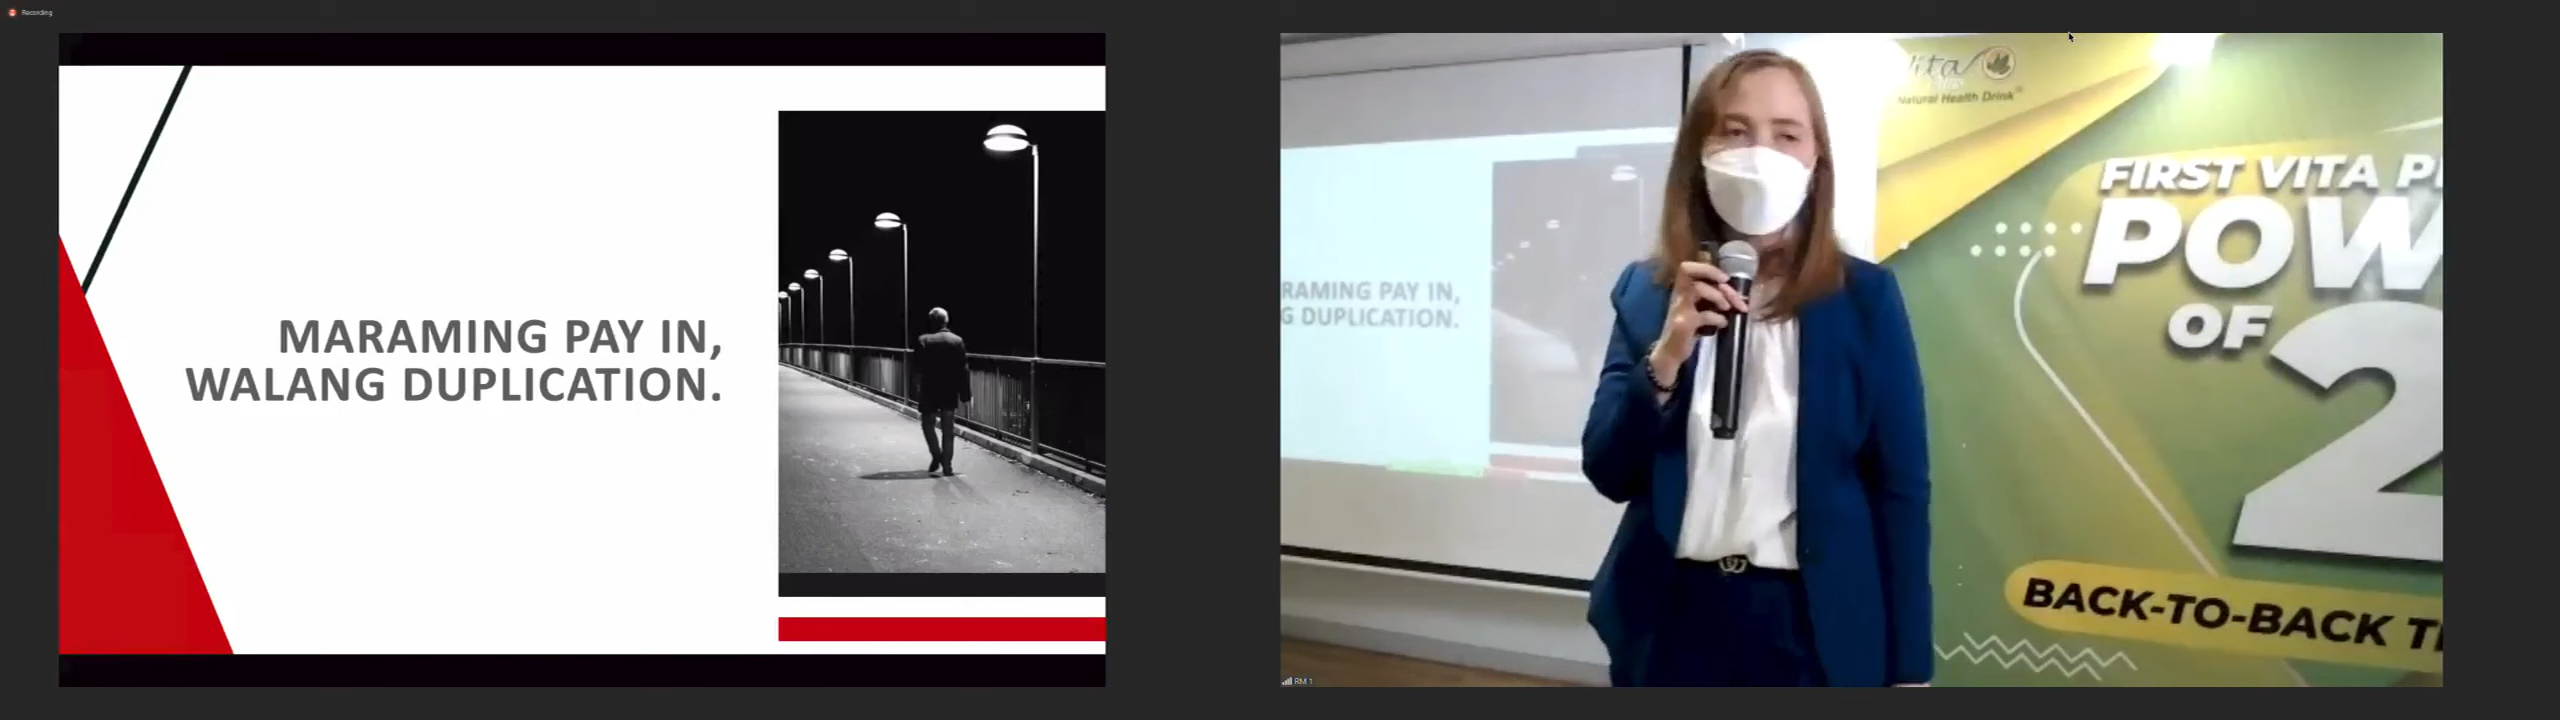 Recording
MARAMING PAY IN,
WALANG DUPLICATION.
RAMING PAY IN,
G DUPLICATION.
Vita
Natural Health Drink
FIRST VITA P
POW
OF 2
BACK-TO-BACK T
RM 1